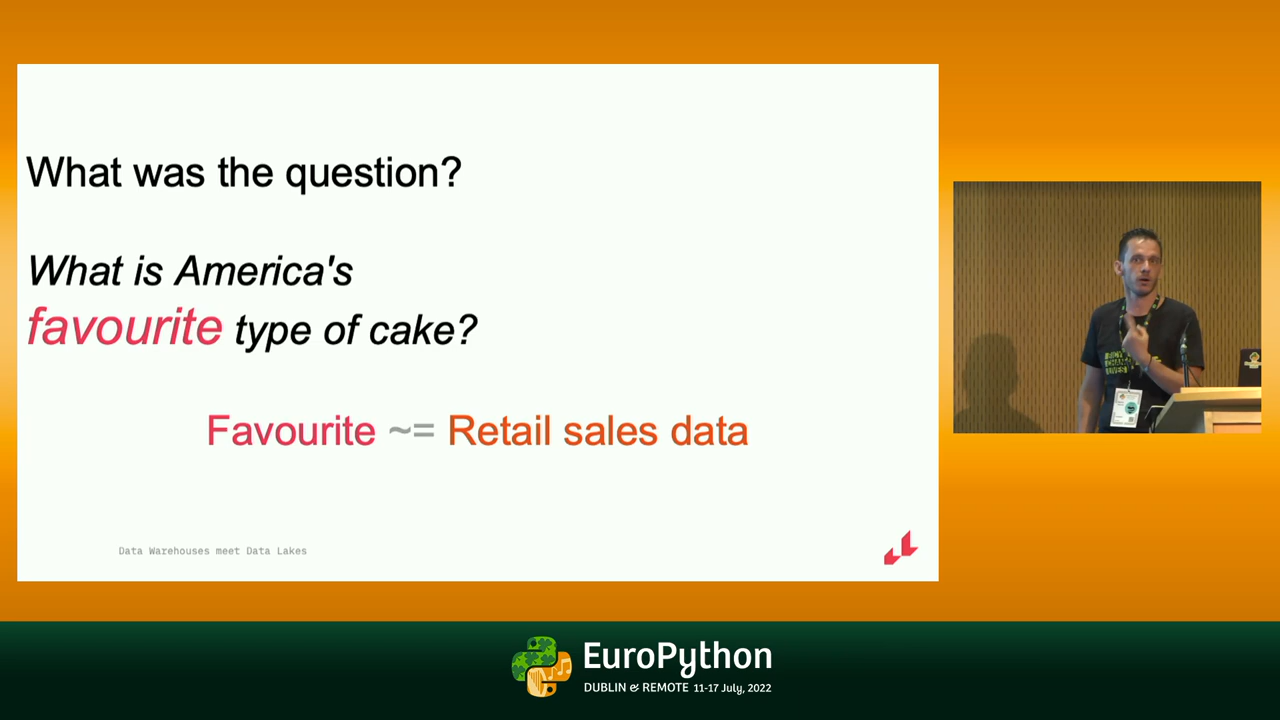 What was the question?
What is America's
favourite type of cake?
Favourite ~= Retail sales data
Data Warehouses meet Data Lakes
EuroPython
DUBLIN & REMOTE 11-17 July, 2022